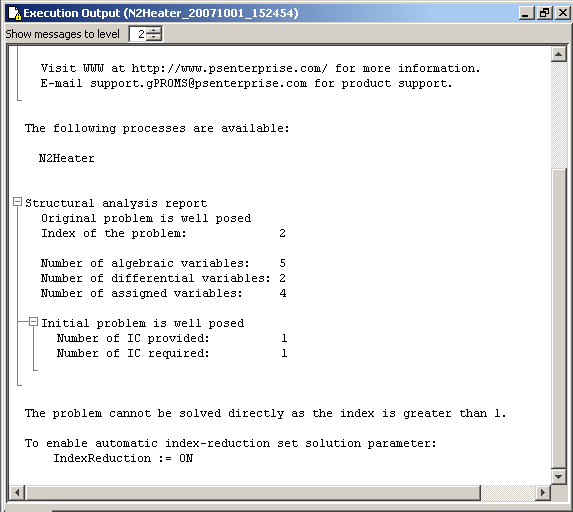 Execution Output (N2Heater_20071001_152454)
Show messages to level 2
Visit WWW at http://www.psenterprise.com/ for more information.
E-mail support.gPROMS@psenterprise.com for product support.
The following processes are available:
N2Heater
Structural analysis report
Original problem is well posed
Index of the problem: 2
Number of algebraic variables: 5
Number of differential variables: 2
Number of assigned variables: 4
Initial problem is well posed
Number of IC provided: 1
Number of IC required: 1
The problem cannot be solved directly as the index is greater than 1.
To enable automatic index-reduction set solution parameter:
IndexReduction := ON